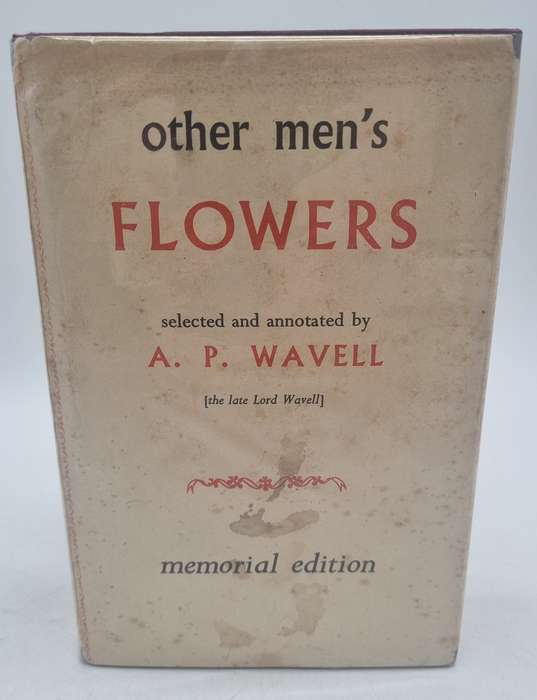 other men's
FLOWERS
selected and annotated by
A. P. WAVELL
[the late Lord Wavell]
memorial edition